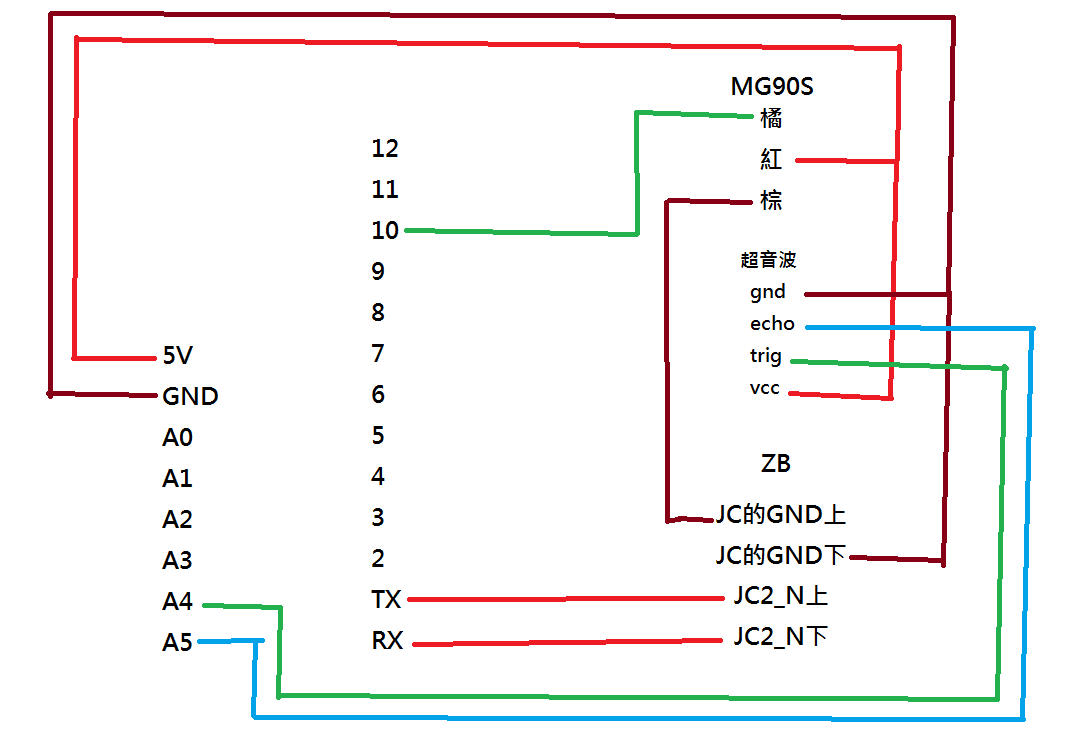 MG90S
橘
紅
棕
超音波
gnd
echo
trig
vcc
ZB
JC的GND上
JC的GND下
JC2_N上
JC2_N下
12
11
10
9
8
7
6
5
4
3
2
TX
RX
5V
GND
A0
A1
A2
A3
A4
A5